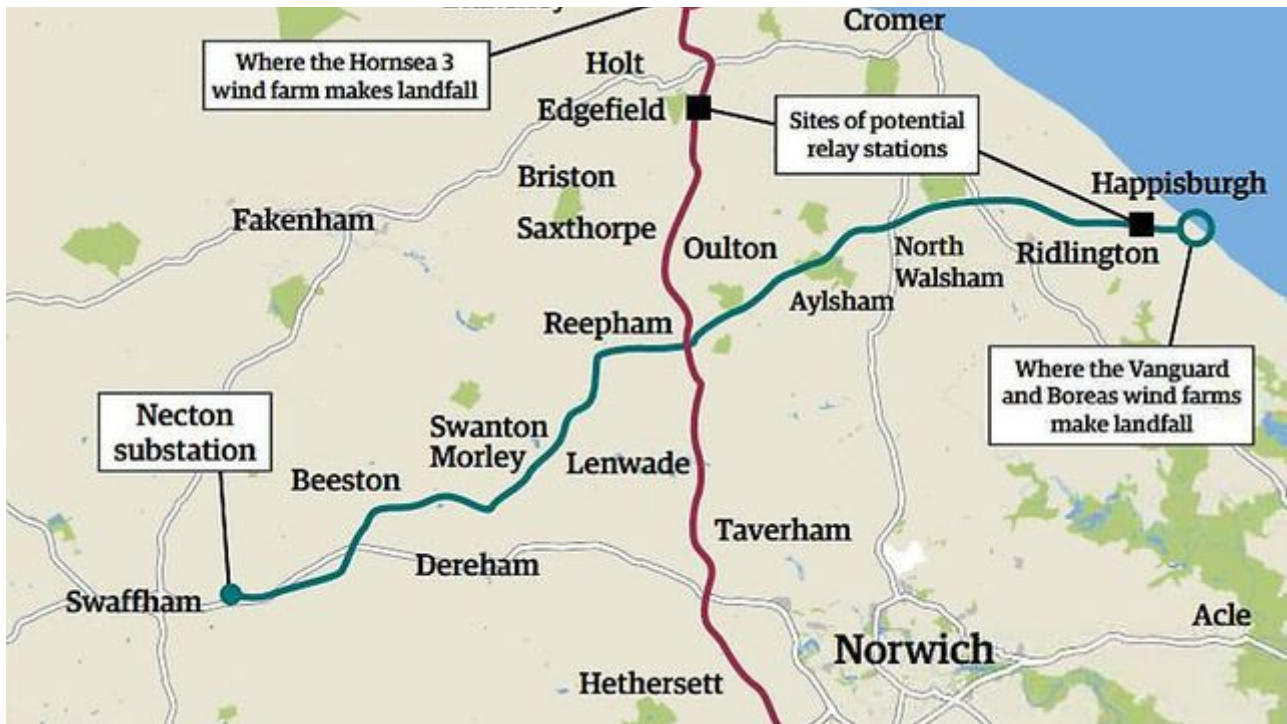 Cromer
Where the Hornsea 3
wind farm makes landfall
Holt
Edgefield
Sites of potential
relay stations
Briston
Happisburgh
Fakenham
Saxthorpe
Oulton
North
Walsham
Ridlington
Aylsham
Reepham
Where the Vanguard
and Boreas wind farms
make landfall
Necton
substation
Swanton
Morley
Lenwade
Beeston
Taverham
Dereham
Swaffham
Acle
Norwich
Hethersett